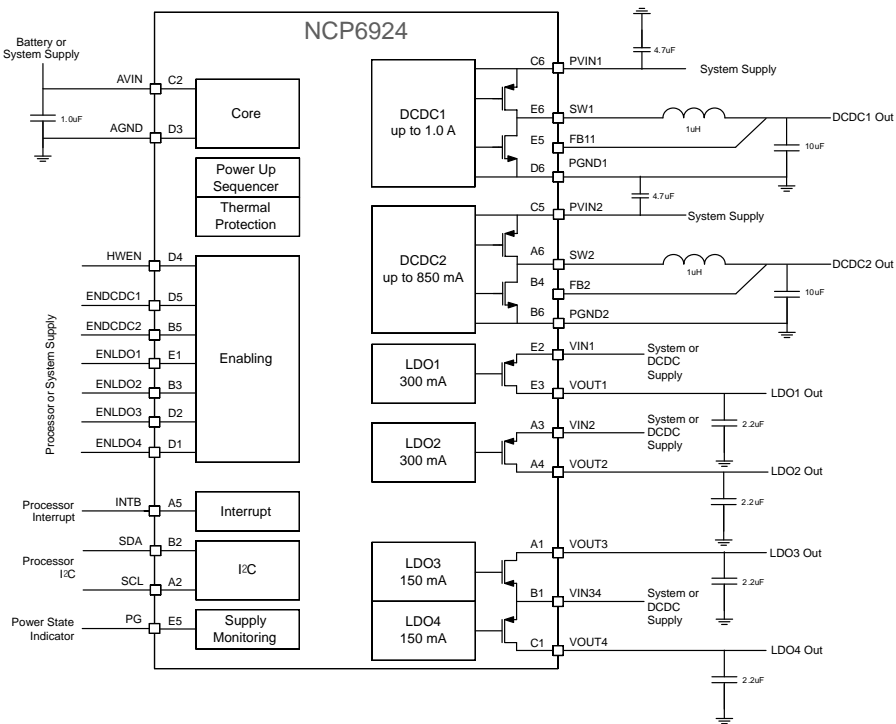 NCP6924
Battery or
System Supply
AVIN
C2
1.0uF
AGND
D3
Core
Power Up
Sequencer
Thermal
Protection
HWEN
D4
ENDCDC1
D5
ENDCDC2
B5
ENLDO1
E1
ENLDO2
B3
ENLDO3
D2
ENLDO4
D1
Processor or System Supply
Enabling
Processor
Interrupt
INTB
A5
Interrupt
Processor
I2C
SDA
B2
SCL
A2
I2C
Power State
Indicator
PG
E5
Supply
Monitoring
DCDC1
up to 1.0 A
C6
PVIN1
4.7uF
System Supply
E6
SW1
1uH
DCDC1 Out
E5
FB11
10uF
D6
PGND1
DCDC2
up to 850 mA
C5
PVIN2
4.7uF
System Supply
A6
SW2
1uH
DCDC2 Out
B4
FB2
10uF
B6
PGND2
LDO1
300 mA
E2
VIN1
System or
DCDC
Supply
E3
VOUT1
LDO1 Out
2.2uF
LDO2
300 mA
A3
VIN2
System or
DCDC
Supply
A4
VOUT2
LDO2 Out
2.2uF
LDO3
150 mA
A1
VOUT3
LDO3 Out
2.2uF
B1
VIN34
System or
DCDC
Supply
LDO4
150 mA
C1
VOUT4
LDO4 Out
2.2uF